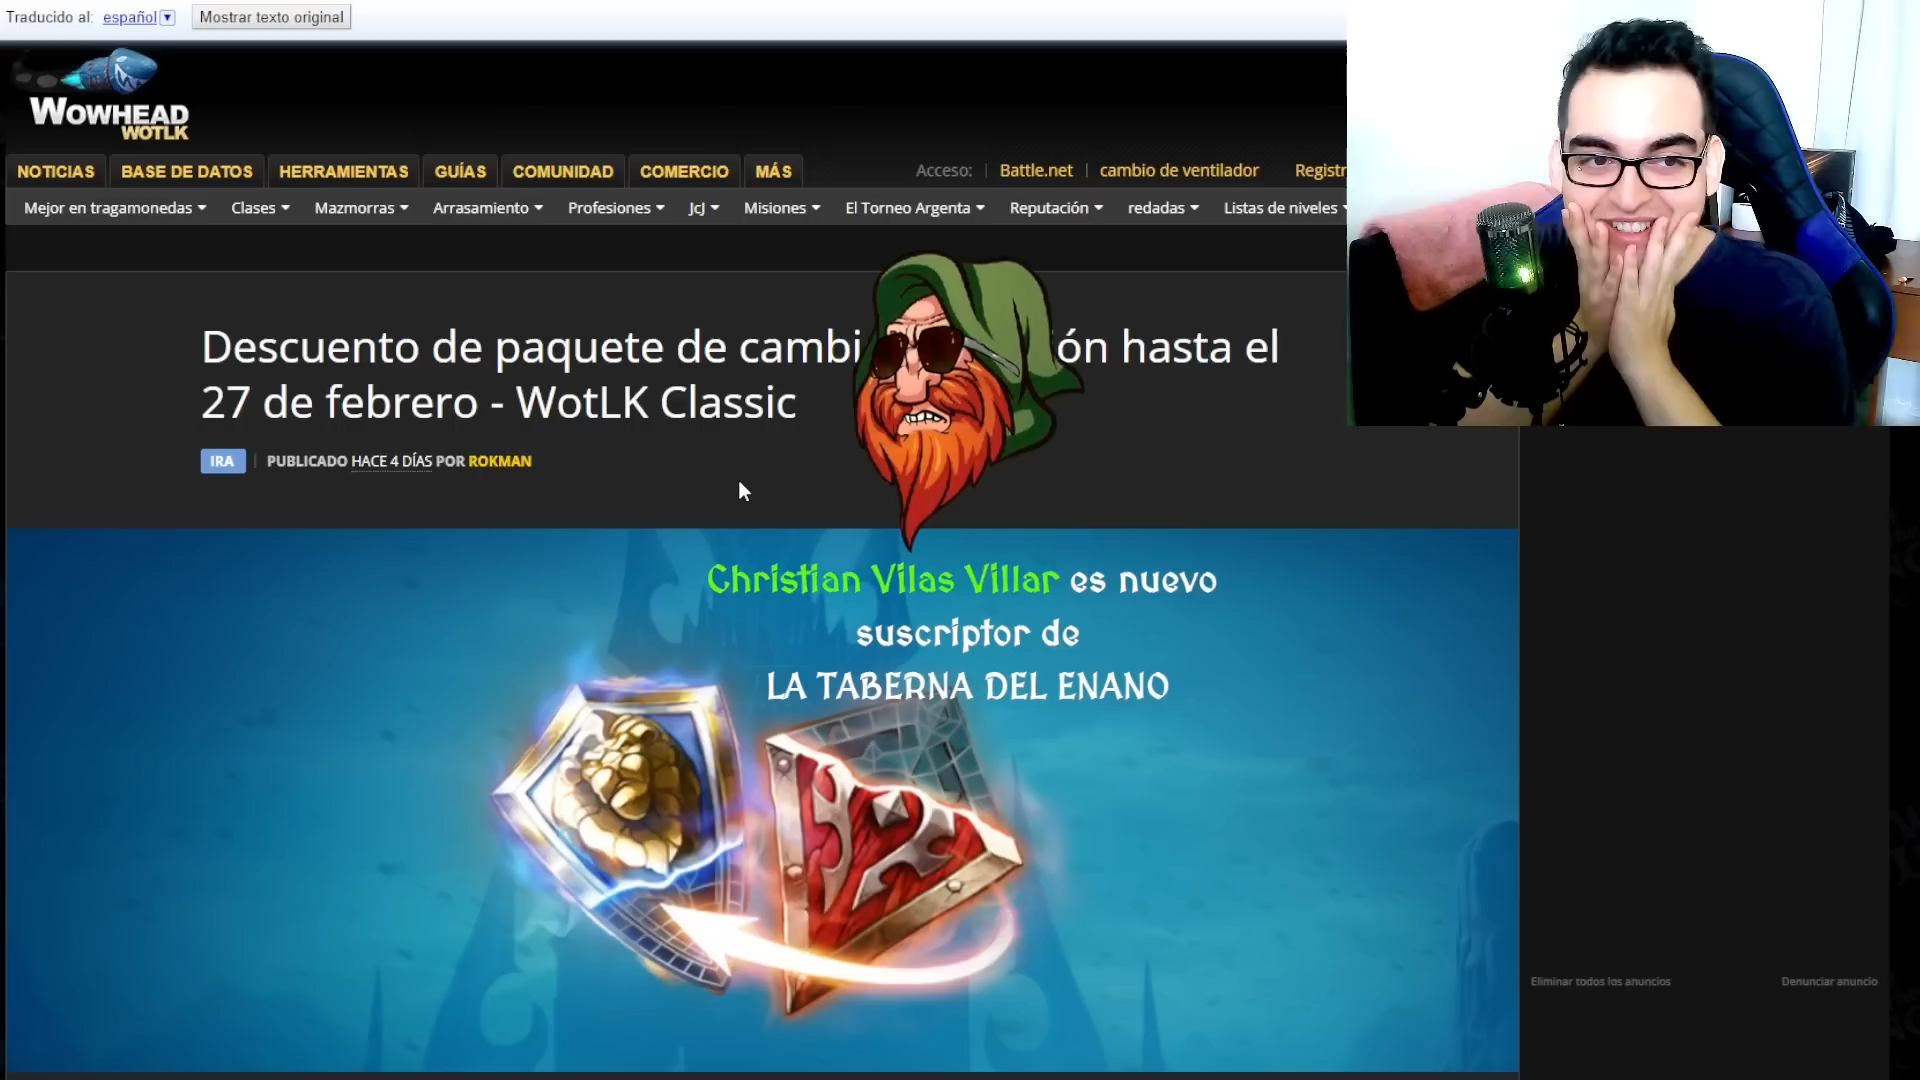 Traducido al: español Mostrar texto original
WOWHEAD
WOTLK
NOTICIAS BASE DE DATOS HERRAMIENTAS GUÍAS COMUNIDAD COMERCIO MÁS
Acceso: Battle.net cambio de ventilador Registr
Mejor en tragamonedas Clases Mazmorras Arrasamiento Profesiones JcJ Misiones El Torneo Argenta Reputación redadas Listas de niveles
Descuento de paquete de cambi ón hasta el
27 de febrero - WotLK Classic
IRA PUBLICADO HACE 4 DÍAS POR ROKMAN
Christian Vilas Villar es nuevo
suscriptor de
LA TABERNA DEL ENANO
Eliminar todos los anuncios Denunciar anuncio